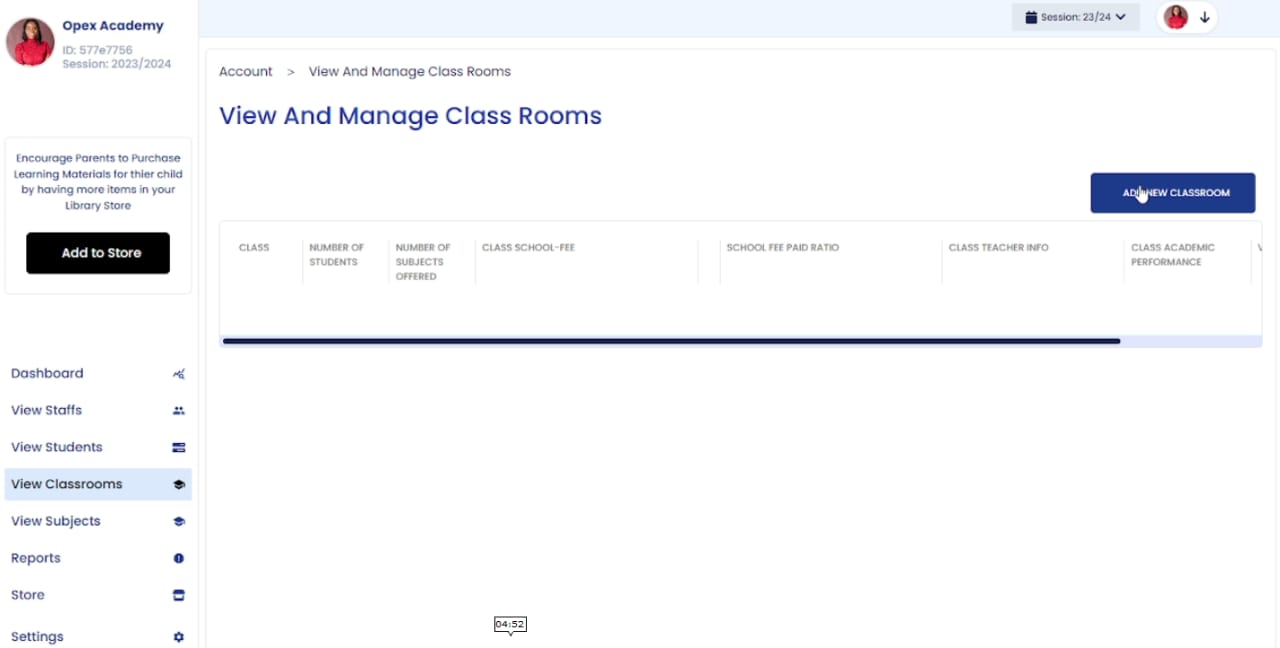 Opex Academy
ID: 577e7756
Session: 2023/2024
Session: 23/24
Account > View And Manage Class Rooms
View And Manage Class Rooms
Encourage Parents to Purchase
Learning Materials for thier child
by having more items in your
Library Store
Add to Store
NEW CLASSROOM
CLASS
NUMBER OF
STUDENTS
NUMBER OF
SUBJECTS
OFFERED
CLASS SCHOOL-FEE
SCHOOL FEE PAID RATIO
CLASS TEACHER INFO
CLASS ACADEMIC
PERFORMANCE
Dashboard
View Staffs
View Students
View Classrooms
View Subjects
Reports
Store
Settings
04:52